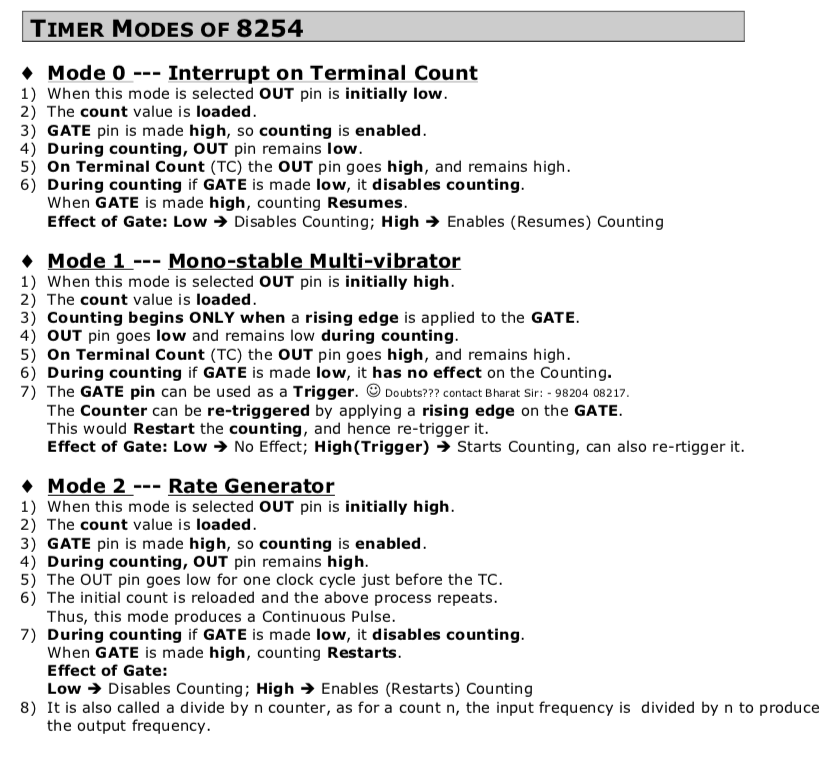 TIMER MODES OF 8254
♦ Mode 0 --- Interrupt on Terminal Count
1) When this mode is selected OUT pin is initially low.
2) The count value is loaded.
3) GATE pin is made high, so counting is enabled.
4) During counting, OUT pin remains low.
5) On Terminal Count (TC) the OUT pin goes high, and remains high.
6) During counting if GATE is made low, it disables counting.
When GATE is made high, counting Resumes.
Effect of Gate: Low ➔ Disables Counting; High ➔ Enables (Resumes) Counting
♦ Mode 1 --- Mono-stable Multi-vibrator
1) When this mode is selected OUT pin is initially high.
2) The count value is loaded.
3) Counting begins ONLY when a rising edge is applied to the GATE.
4) OUT pin goes low and remains low during counting.
5) On Terminal Count (TC) the OUT pin goes high, and remains high.
6) During counting if GATE is made low, it has no effect on the Counting.
7) The GATE pin can be used as a Trigger. ☺ Doubts??? contact Bharat Sir: - 98204 08217.
The Counter can be re-triggered by applying a rising edge on the GATE.
This would Restart the counting, and hence re-trigger it.
Effect of Gate: Low ➔ No Effect; High(Trigger) ➔ Starts Counting, can also re-rtigger it.
♦ Mode 2 --- Rate Generator
1) When this mode is selected OUT pin is initially high.
2) The count value is loaded.
3) GATE pin is made high, so counting is enabled.
4) During counting, OUT pin remains high.
5) The OUT pin goes low for one clock cycle just before the TC.
6) The initial count is reloaded and the above process repeats.
Thus, this mode produces a Continuous Pulse.
7) During counting if GATE is made low, it disables counting.
When GATE is made high, counting Restarts.
Effect of Gate:
Low ➔ Disables Counting; High ➔ Enables (Restarts) Counting
8) It is also called a divide by n counter, as for a count n, the input frequency is divided by n to produce
the output frequency.